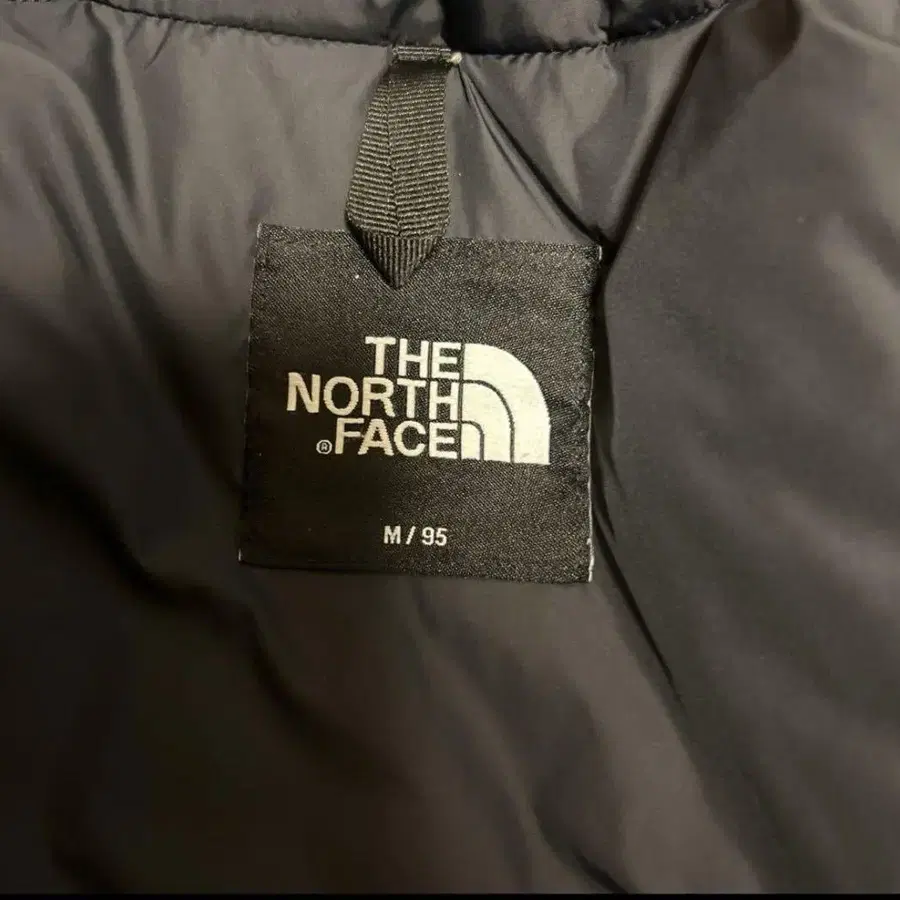 THE
NORTH
®FACE
M / 95